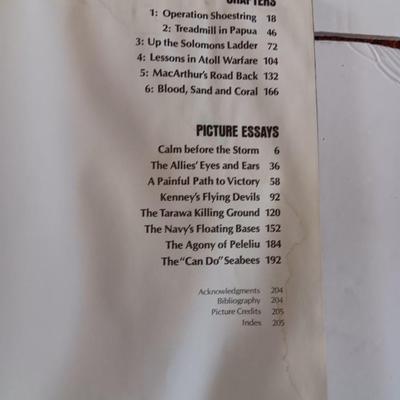 CHAPTERS
1: Operation Shoestring 18
2: Treadmill in Papua 46
3: Up the Solomons Ladder 72
4: Lessons in Atoll Warfare 104
5: MacArthur's Road Back 132
6: Blood, Sand and Coral 166
PICTURE ESSAYS
Calm before the Storm 6
The Allies' Eyes and Ears 36
A Painful Path to Victory 58
Kenney's Flying Devils 92
The Tarawa Killing Ground 120
The Navy's Floating Bases 152
The Agony of Peleliu 184
The "Can Do" Seabees 192
Acknowledgments 204
Bibliography 204
Picture Credits 205
Index 205